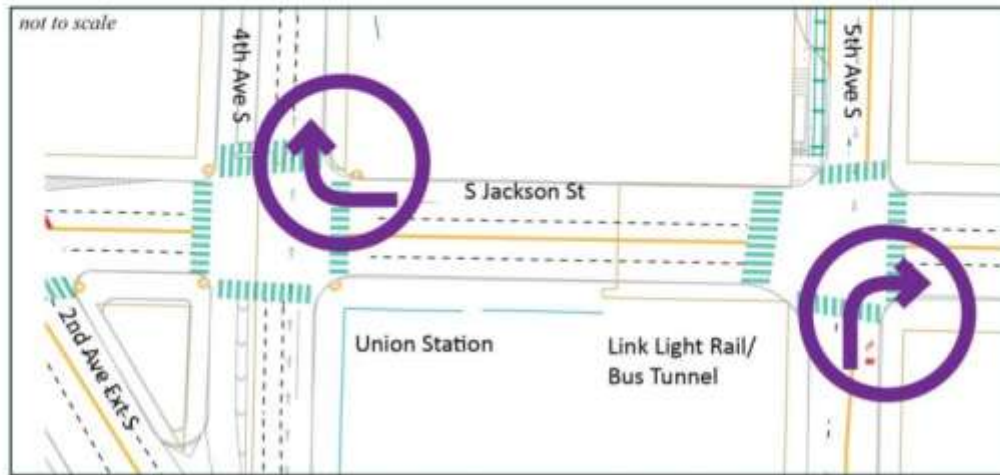 not to scale
4th Ave S
5th Ave S
S Jackson St
2nd Ave Ext S
Union Station
Link Light Rail/
Bus Tunnel